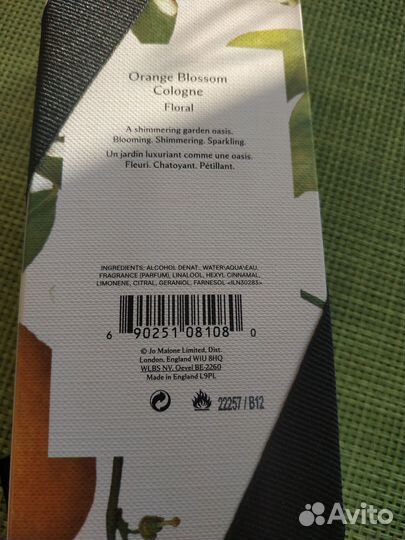 Orange Blossom
Cologne
Floral
A shimmering garden oasis.
Blooming. Shimmering. Sparkling.
Un jardin luxuriant comme une oasis.
Fleuri. Chatoyant. Pétillant.
INGREDIENTS: ALCOHOL DENAT., WATER\AQUA\EAU,
FRAGRANCE (PARFUM), LINALOOL, HEXYL CINNAMAL,
LIMONENE, CITRAL, GERANIOL, FARNESOL <ILN30283>
6 90251 08108 0
© Jo Malone Limited, Dist.
London, England W1U 8HQ
WLBS NV, Oevel BE-2260
Made in England L9PL
22257 / B12
Avito